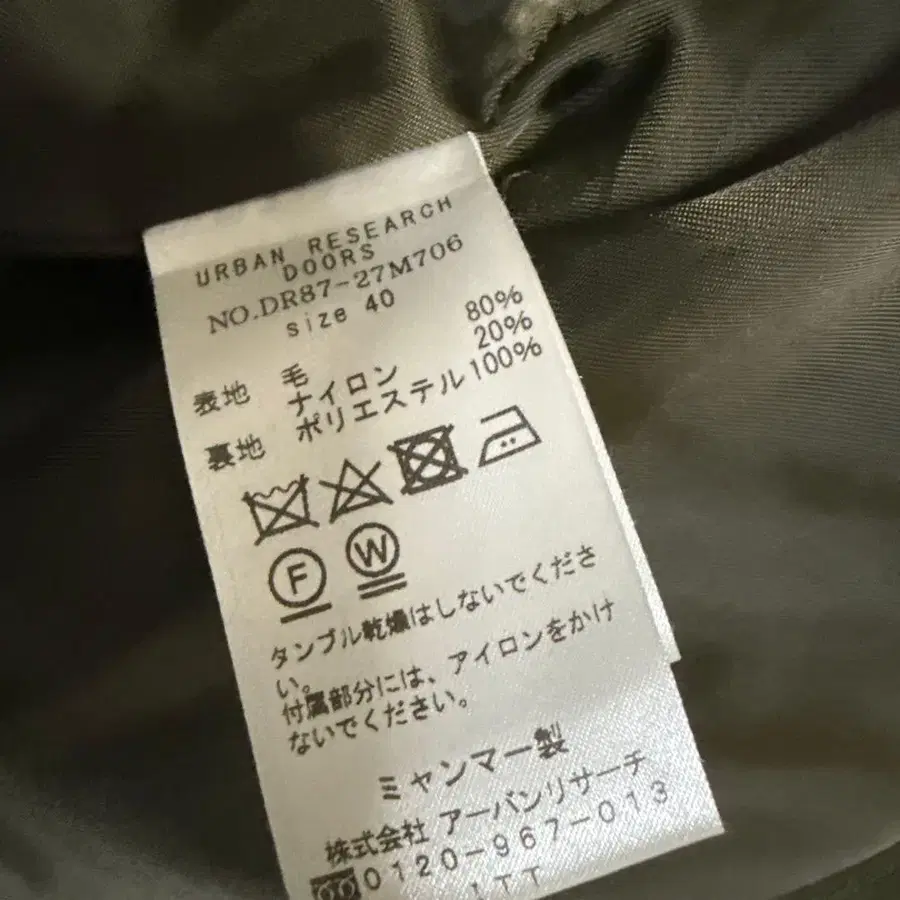 URBAN RESEARCH
DOORS
NO.DR87-27M706
size 40
表地 毛 80%
ナイロン 20%
裏地 ポリエステル 100%
F W
タンブル乾燥はしないでくださ
い。
付属部分には、アイロンをかけ
ないでください。
ミャンマー製
株式会社 アーバンリサーチ
0120-967-013
ITT